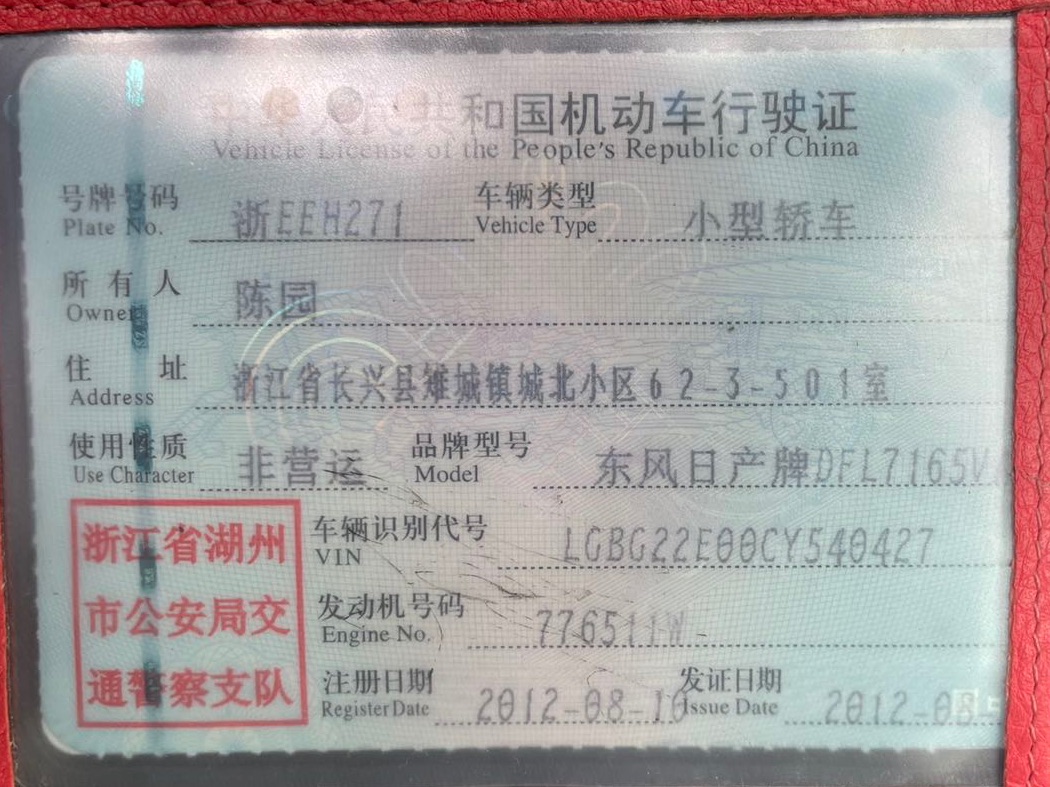 中华人民共和国机动车行驶证
Vehicle License of the People's Republic of China
号牌号码 浙EEH271 车辆类型 小型轿车
Plate No. Vehicle Type
所有人 陈园
Owner
住址 浙江省长兴县雉城镇城北小区62-3-501室
Address
使用性质 非营运 品牌型号 东风日产牌DFL7165V
Use Character Model
浙江省湖州
市公安局交
通警察支队
车辆识别代号 LGBG22E00CY540427
VIN
发动机号码 776511W
Engine No.
注册日期 2012-08-10 发证日期 2012-08-
Register Date Issue Date